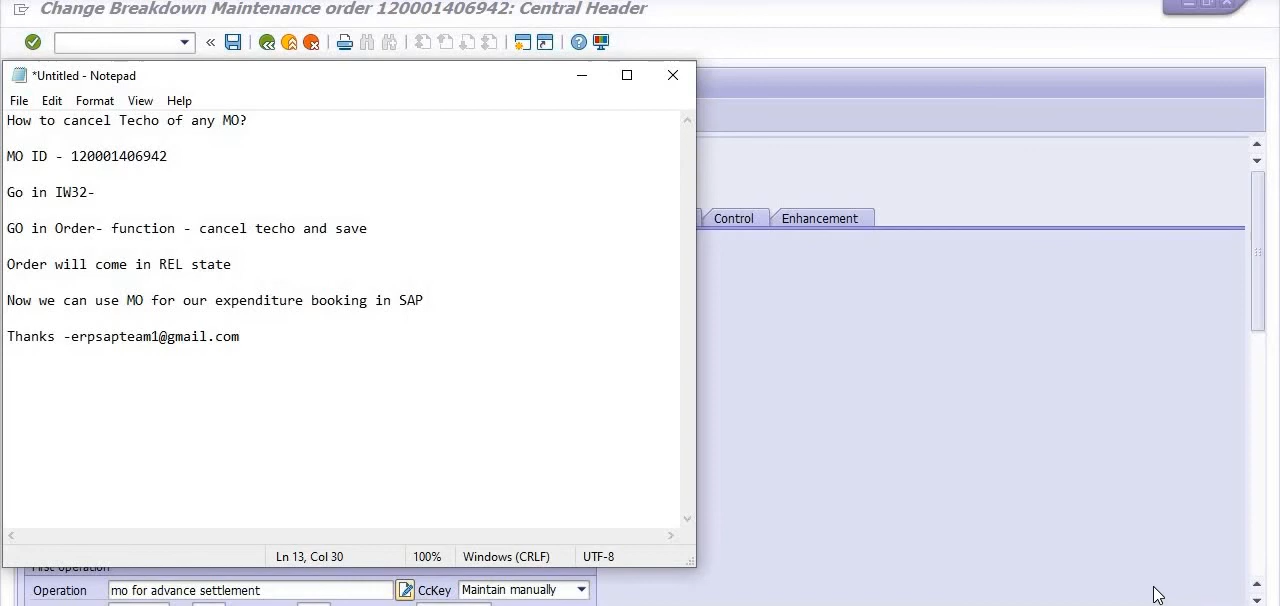 Change Breakdown Maintenance order 120001406942: Central Header
*Untitled - Notepad
File Edit Format View Help
How to cancel Techo of any MO?
MO ID - 120001406942
Go in IW32-
GO in Order- function - cancel techo and save
Order will come in REL state
Now we can use MO for our expenditure booking in SAP
Thanks -erpsapteam1@gmail.com
Control Enhancement
Ln 13, Col 30 100% Windows (CRLF) UTF-8
First operation
Operation mo for advance settlement CcKey Maintain manually